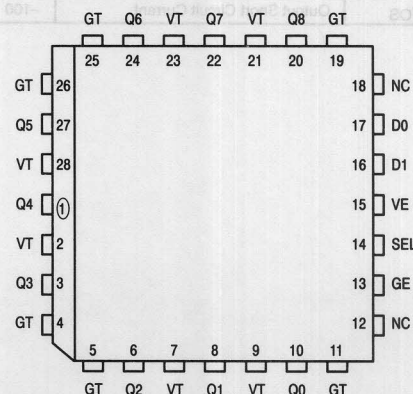 GT Q6 VT Q7 VT Q8 GT
25 24 23 22 21 20 19
GT 26 18 NC
Q5 27 17 D0
VT 28 16 D1
Q4 1 15 VE
VT 2 14 SEL
Q3 3 13 GE
GT 4 12 NC
5 6 7 8 9 10 11
GT Q2 VT Q1 VT Q0 GT